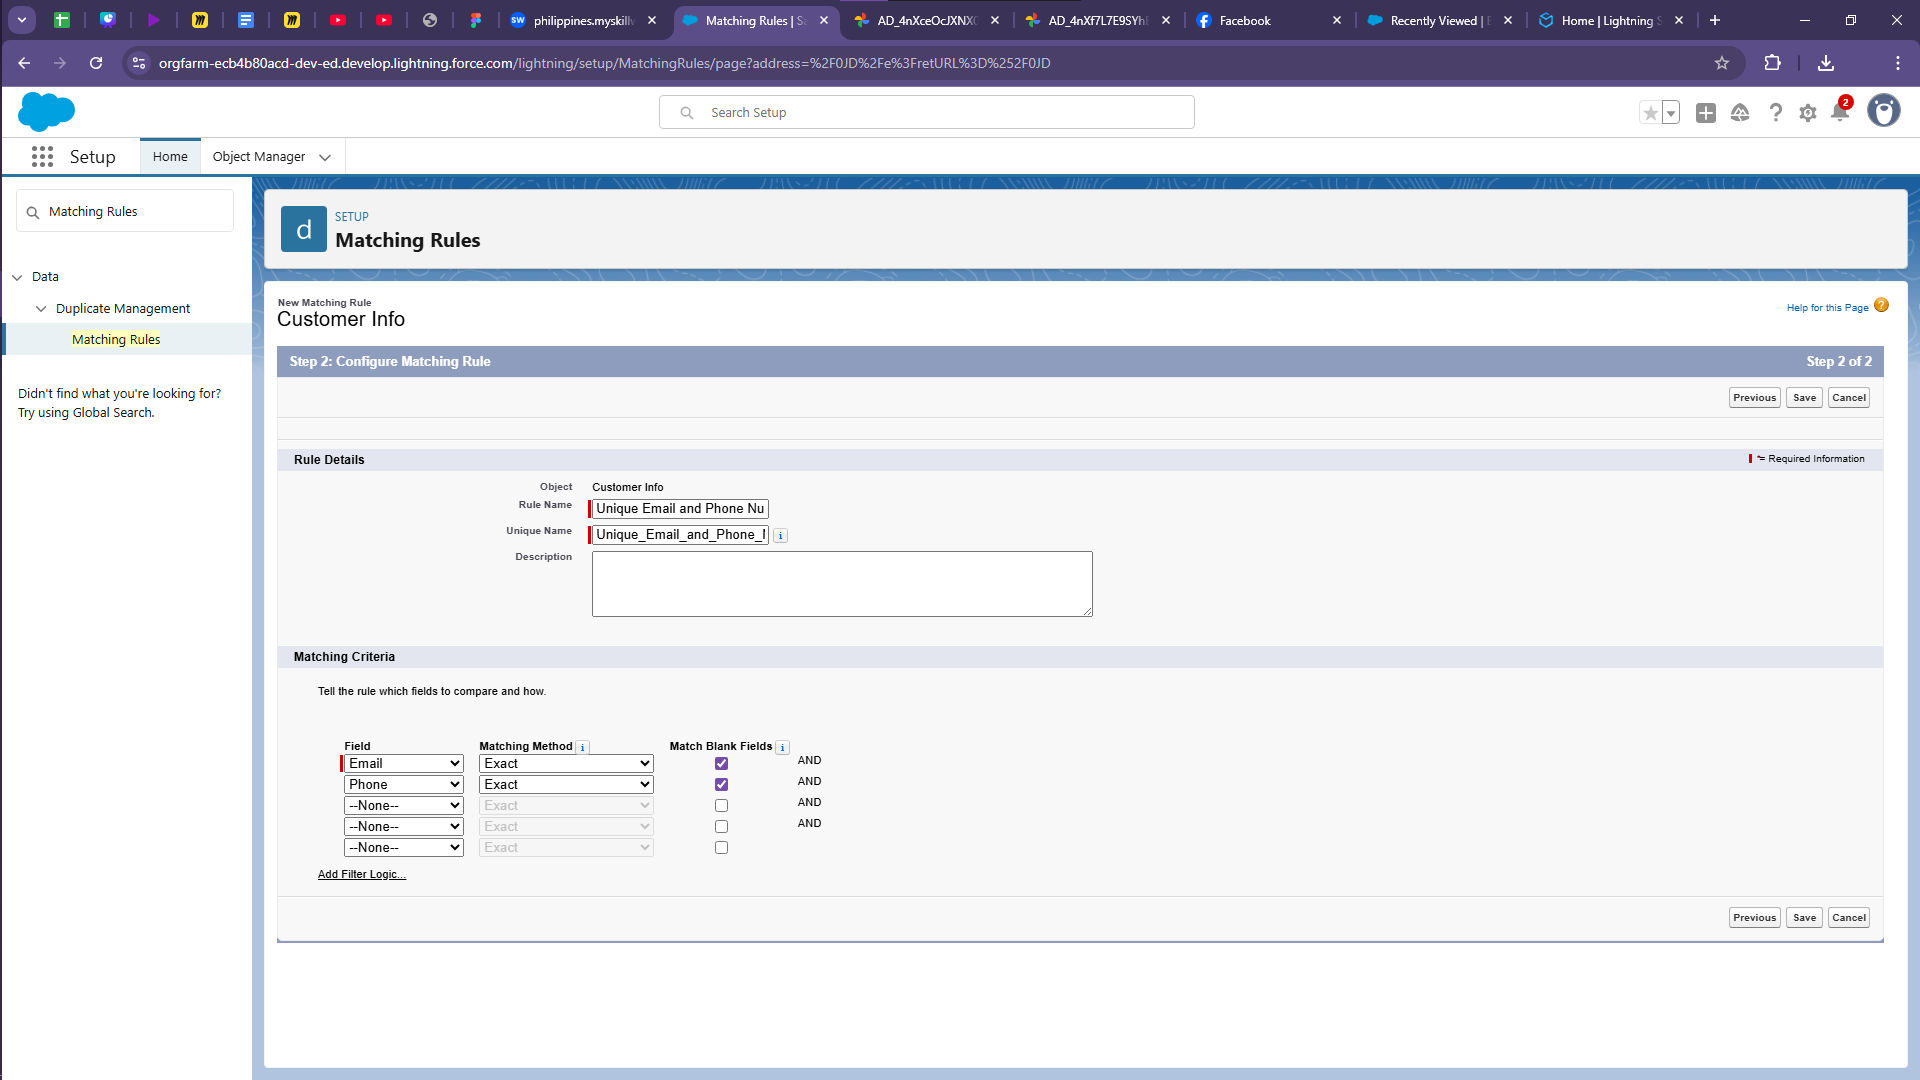 philippines.myskillw
Matching Rules | Sa
AD_4nXceOcJXNXC
AD_4nXf7L7E9SYhE
Facebook
Recently Viewed | E
Home | Lightning S
orgfarm-ecb4b80acd-dev-ed.develop.lightning.force.com/lightning/setup/MatchingRules/page?address=%2F0JD%2Fe%3FretURL%3D%252F0JD
Search Setup
2
Setup
Home
Object Manager
Matching Rules
Data
Duplicate Management
Matching Rules
Didn't find what you're looking for?
Try using Global Search.
d
SETUP
Matching Rules
New Matching Rule
Customer Info
Help for this Page
Step 2: Configure Matching Rule
Step 2 of 2
Previous Save Cancel
Rule Details
= Required Information
Object Customer Info
Rule Name Unique Email and Phone Nu
Unique Name Unique_Email_and_Phone_
Description
Matching Criteria
Tell the rule which fields to compare and how.
Field Matching Method Match Blank Fields
Email Exact AND
Phone Exact AND
--None-- Exact AND
--None-- Exact AND
--None-- Exact
Add Filter Logic...
Previous Save Cancel